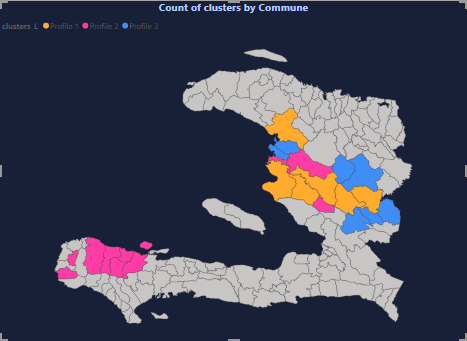 Count of clusters by Commune
clusters L Profile 1 Profile 2 Profile 3